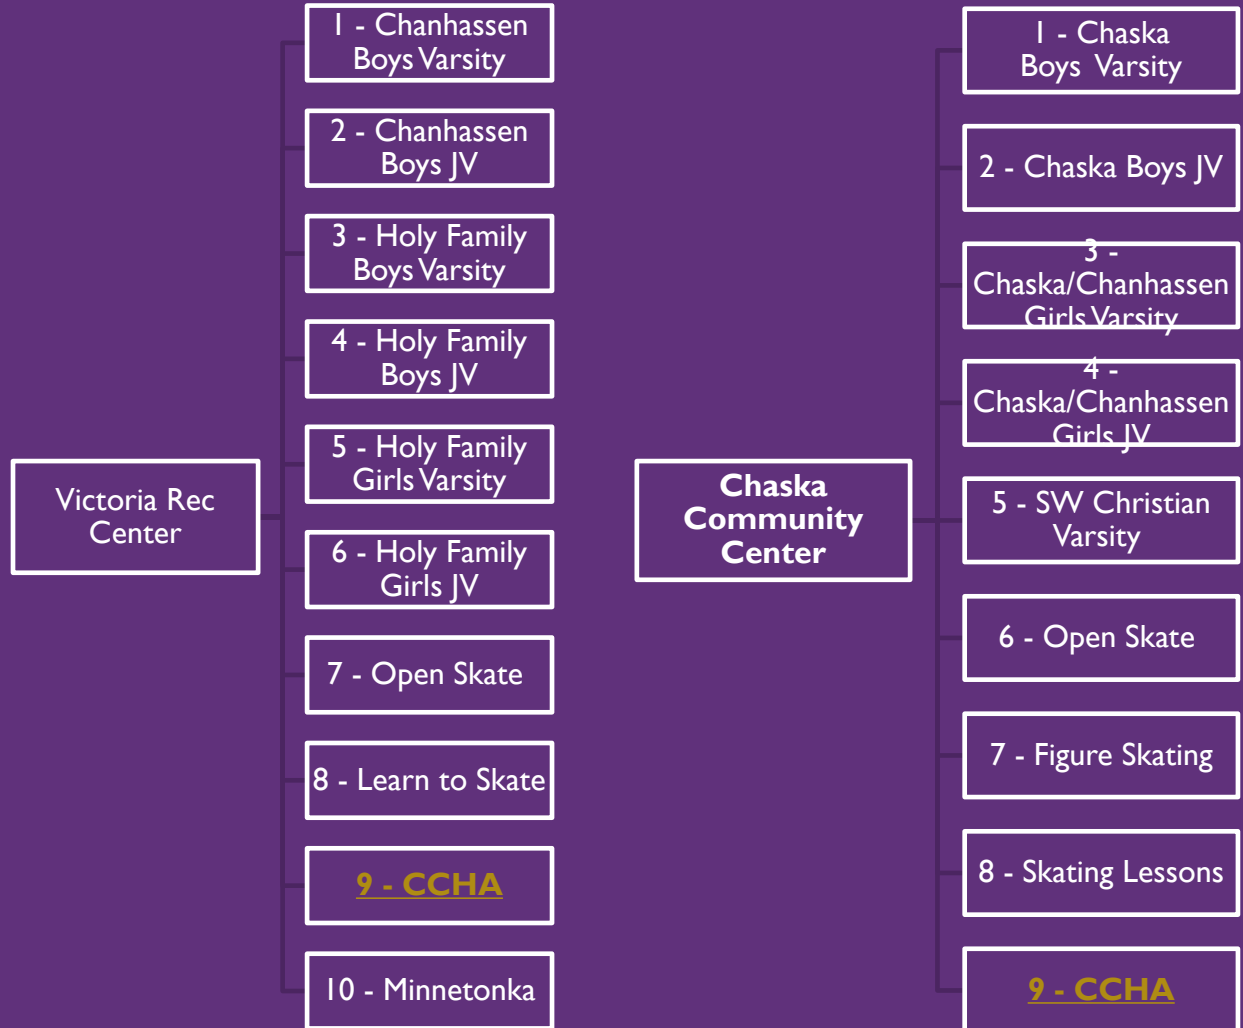 Victoria Rec
Center
1 - Chanhassen
Boys Varsity
2 - Chanhassen
Boys JV
3 - Holy Family
Boys Varsity
4 - Holy Family
Boys JV
5 - Holy Family
Girls Varsity
6 - Holy Family
Girls JV
7 - Open Skate
8 - Learn to Skate
9 - CCHA
10 - Minnetonka
Chaska
Community
Center
1 - Chaska
Boys Varsity
2 - Chaska Boys JV
3 -
Chaska/Chanhassen
Girls Varsity
4 -
Chaska/Chanhassen
Girls JV
5 - SW Christian
Varsity
6 - Open Skate
7 - Figure Skating
8 - Skating Lessons
9 - CCHA